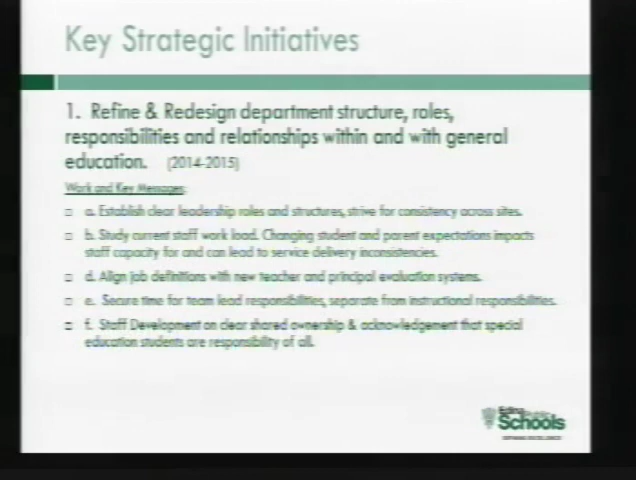 Key Strategic Initiatives
1. Refine & Redesign department structure, roles,
responsibilities and relationships within and with general
education. (2014-2015)
Work and Key Messages:
a. Establish clear leadership roles and structures, strive for consistency across sites.
b. Study current staff work load. Changing student and parent expectations impacts
staff capacity for and can lead to service delivery inconsistencies.
d. Align job definitions with new teacher and principal evaluation systems.
e. Secure time for team lead responsibilities, separate from instructional responsibilities.
f. Staff Development on clear shared ownership & acknowledgement that special
education students are responsibility of all.
Public
Schools